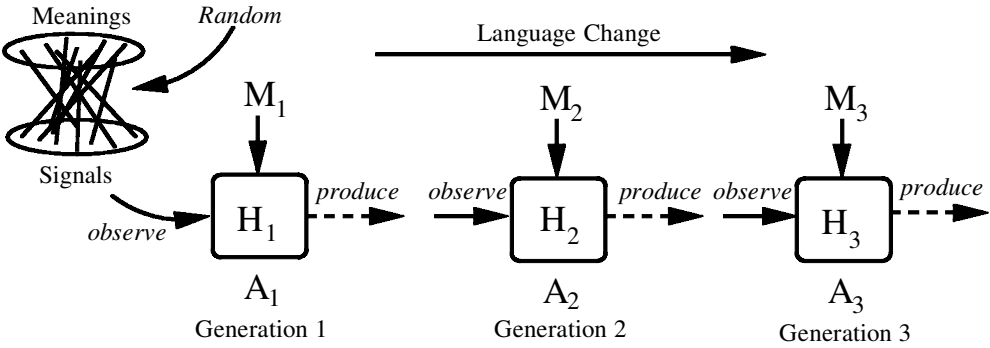 Meanings
Random
Language Change
M1
M2
M3
Signals
observe
H1
produce
observe
H2
produce
observe
H3
produce
A1
A2
A3
Generation 1
Generation 2
Generation 3